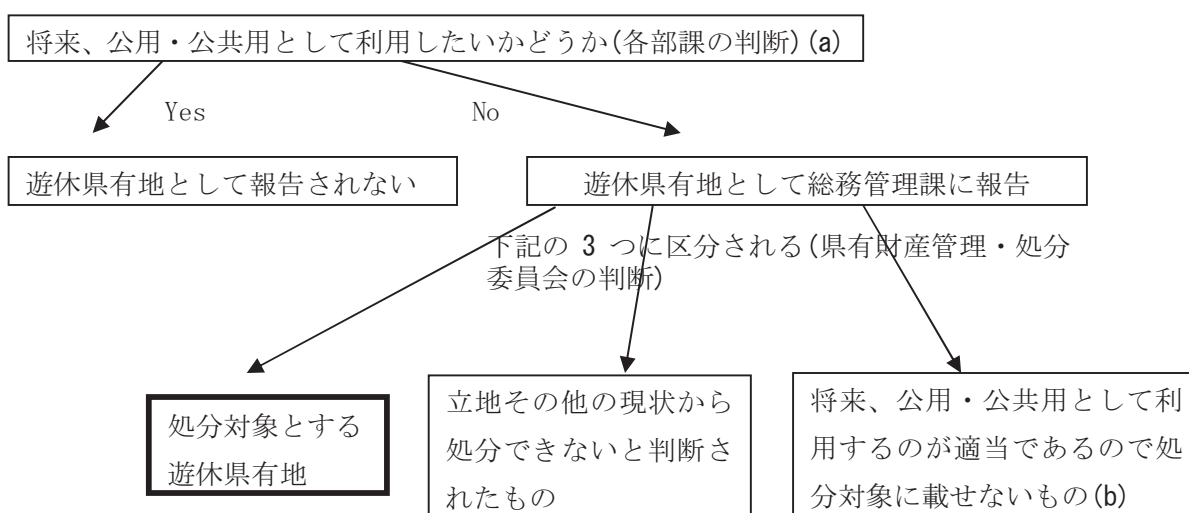 将来、公用・公共用として利用したいかどうか(各部課の判断)(a)
Yes
No
遊休県有地として報告されない
遊休県有地として総務管理課に報告
下記の 3 つに区分される(県有財産管理・処分
委員会の判断)
処分対象とする
遊休県有地
立地その他の現状から
処分できないと判断さ
れたもの
将来、公用・公共用として利
用するのが適当であるので処
分対象に載せないもの(b)